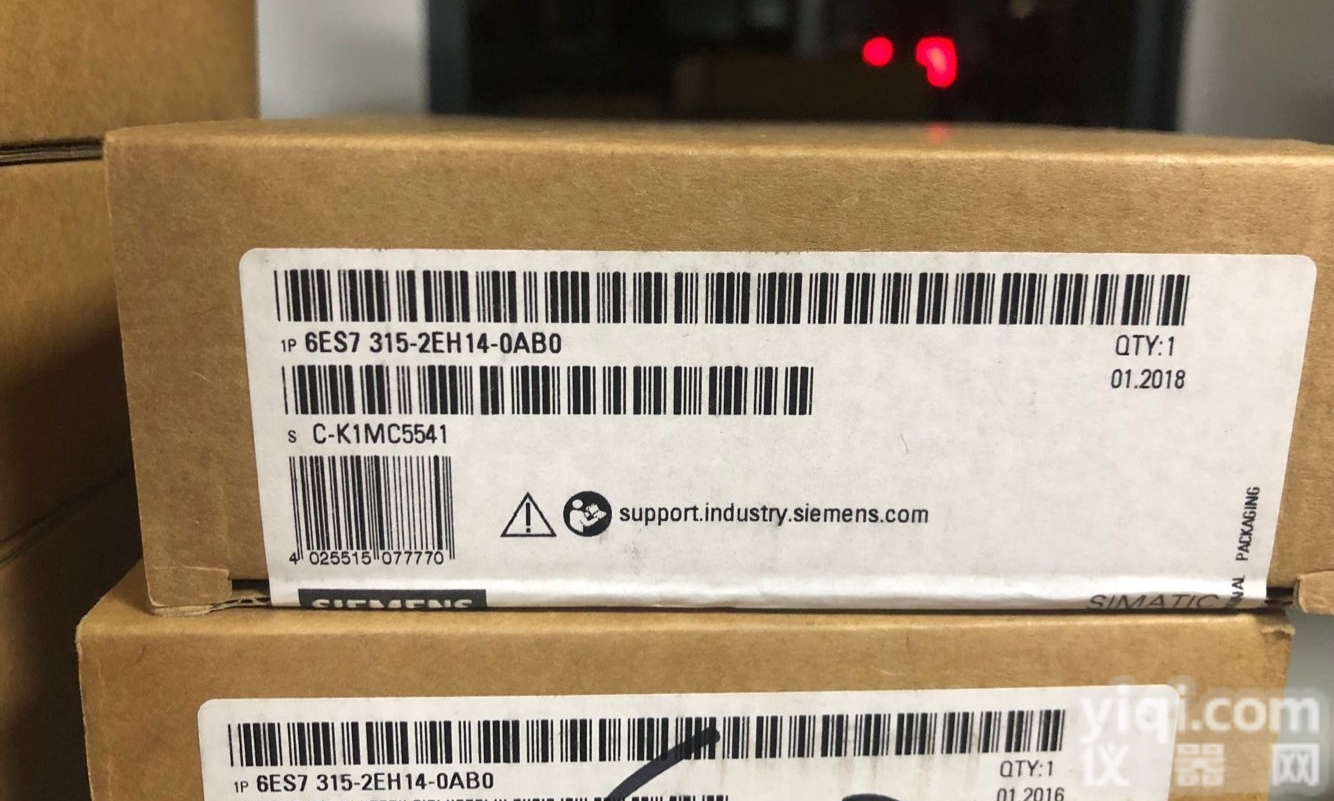 1P 6ES7 315-2EH14-0AB0
QTY:1
01.2018
S C-K1MC5541
4 025515 077770
support.industry.siemens.com
PACKAGING
SIEMENS
SIMATIC
1P 6ES7 315-2EH14-0AB0
QTY:1
01.2016
yiqi.com
仪器网